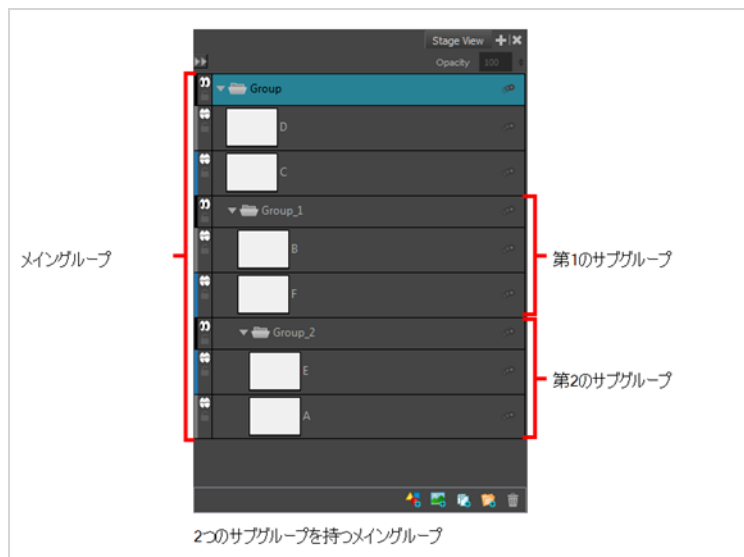 Stage View
Opacity 100
Group
D
C
Group_1
B
F
Group_2
E
A
メイングループ
第1のサブグループ
第2のサブグループ
2つのサブグループを持つメイングループ